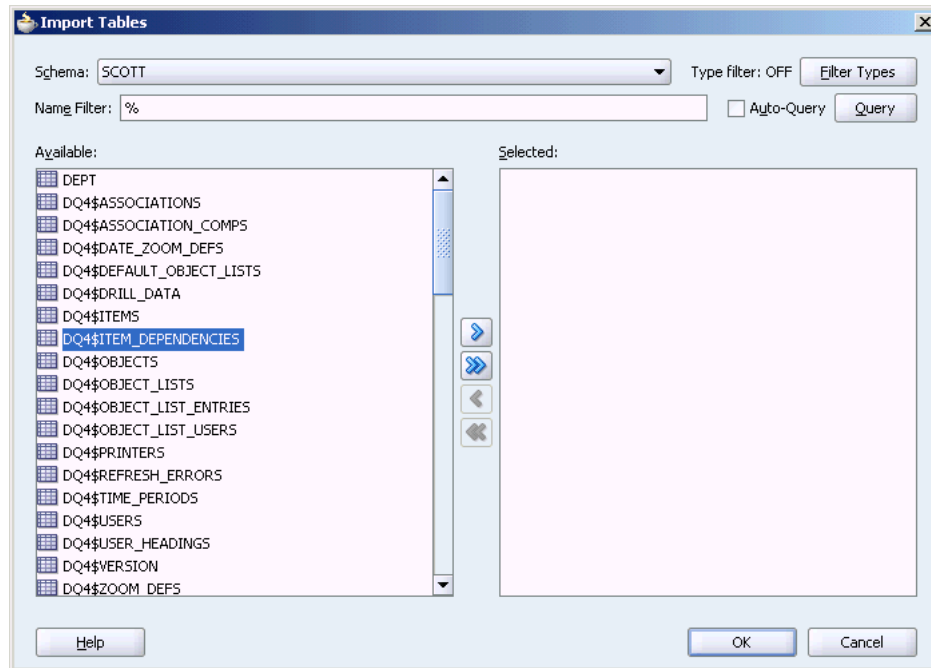 Import Tables
Schema: SCOTT Type filter: OFF Filter Types
Name Filter: % Auto-Query Query
Available: Selected:
DEPT
DQ4$ASSOCIATIONS
DQ4$ASSOCIATION_COMPS
DQ4$DATE_ZOOM_DEFS
DQ4$DEFAULT_OBJECT_LISTS
DQ4$DRILL_DATA
DQ4$ITEMS
DQ4$ITEM_DEPENDENCIES
DQ4$OBJECTS
DQ4$OBJECT_LISTS
DQ4$OBJECT_LIST_ENTRIES
DQ4$OBJECT_LIST_USERS
DQ4$PRINTERS
DQ4$REFRESH_ERRORS
DQ4$TIME_PERIODS
DQ4$USERS
DQ4$USER_HEADINGS
DQ4$VERSION
DQ4$ZOOM_DEFS
Help OK Cancel